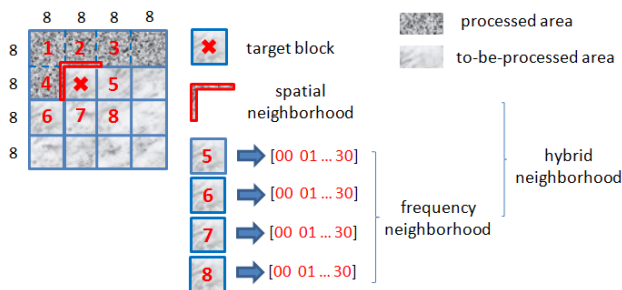 8 8 8 8
8 1 2 3
8 4 ✖ 5
8 6 7 8
8
target block
spatial
neighborhood
5 [00 01 ... 30]
6 [00 01 ... 30]
7 [00 01 ... 30]
8 [00 01 ... 30]
frequency
neighborhood
processed area
to-be-processed area
hybrid
neighborhood